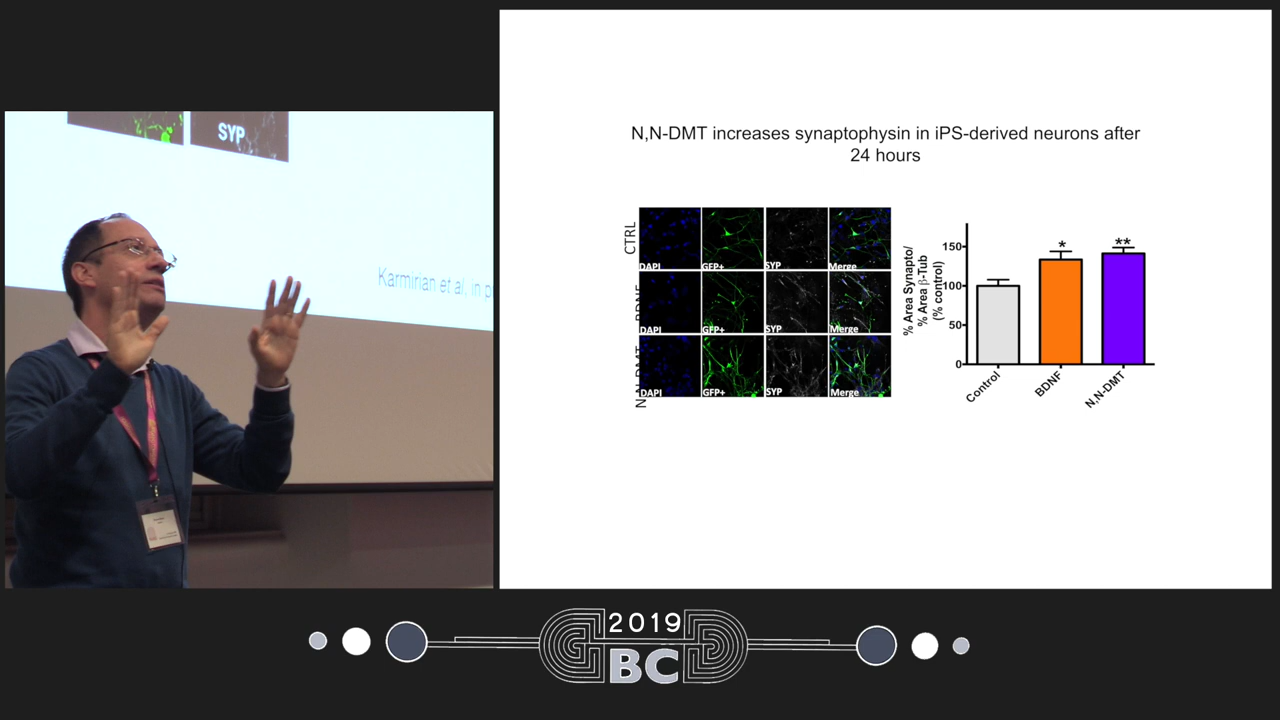 SYP
Karmirian et al, in p
N,N-DMT increases synaptophysin in iPS-derived neurons after
24 hours
CTRL
DAPI
GFP+
SYP
Merge
BDNF
DAPI
GFP+
SYP
Merge
N,N-DMT
DAPI
GFP+
SYP
Merge
% Area Synapto/
% Area β-Tub
(% control)
150
100
50
0
*
**
Control
BDNF
N,N-DMT
2019
BC